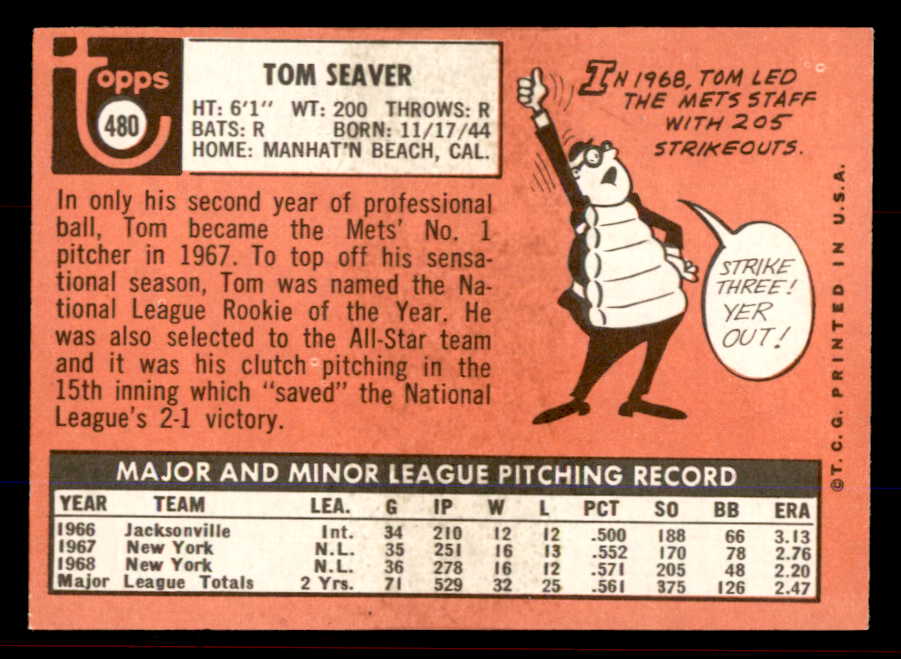 topps
480
TOM SEAVER
HT: 6'1" WT: 200 THROWS: R
BATS: R BORN: 11/17/44
HOME: MANHAT'N BEACH, CAL.
In only his second year of professional
ball, Tom became the Mets' No. 1
pitcher in 1967. To top off his sensa-
tional season, Tom was named the Na-
tional League Rookie of the Year. He
was also selected to the All-Star team
and it was his clutch pitching in the
15th inning which "saved" the National
League's 2-1 victory.
IN 1968, TOM LED
THE METS STAFF
WITH 205
STRIKEOUTS.
STRIKE
THREE!
YER
OUT!
©T. C. G. PRINTED IN U.S.A.
MAJOR AND MINOR LEAGUE PITCHING RECORD
YEAR TEAM LEA. G IP W L PCT SO BB ERA
1966 Jacksonville Int. 34 210 12 12 .500 188 66 3.13
1967 New York N.L. 35 251 16 13 .552 170 78 2.76
1968 New York N.L. 36 278 16 12 .571 205 48 2.20
Major League Totals 2 Yrs. 71 529 32 25 .561 375 126 2.47